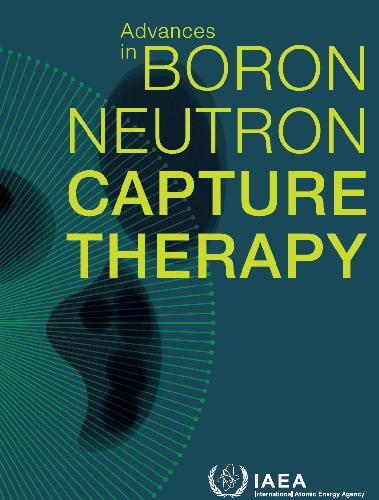 Advances
in BORON
NEUTRON
CAPTURE
THERAPY
IAEA
International Atomic Energy Agency